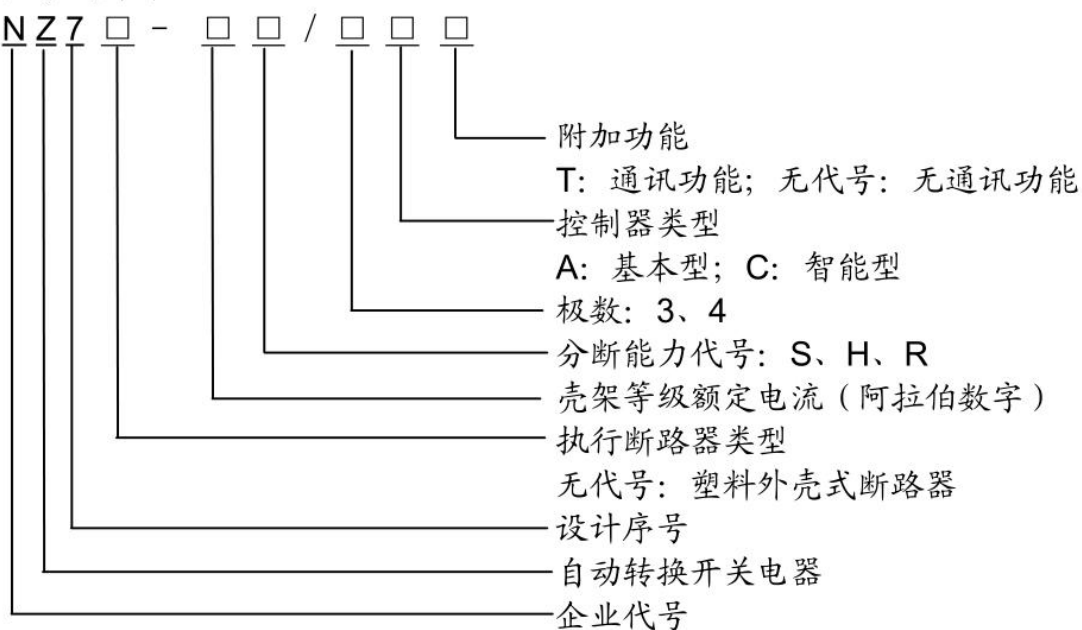 NZ7□-□□/□□□
附加功能
T：通讯功能；无代号：无通讯功能
控制器类型
A：基本型；C：智能型
极数：3、4
分断能力代号：S、H、R
壳架等级额定电流（阿拉伯数字）
执行断路器类型
无代号：塑料外壳式断路器
设计序号
自动转换开关电器
企业代号